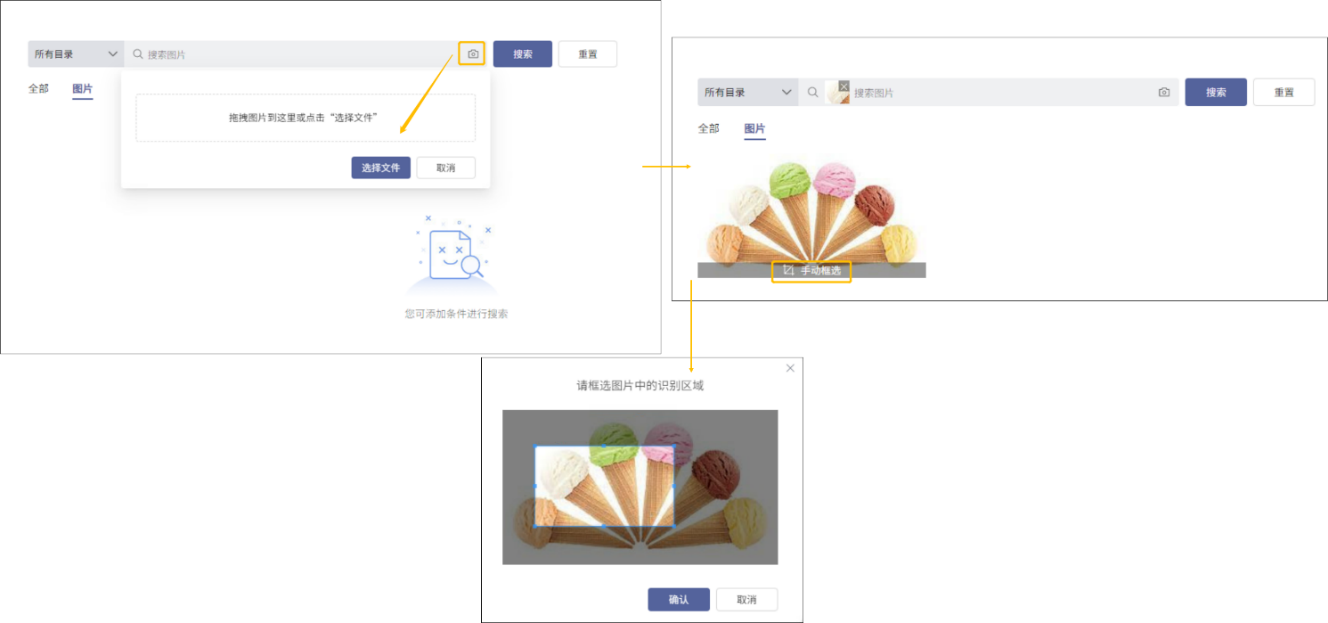 所有目录
搜索图片
搜索
重置
全部
图片
拖拽图片到这里或点击“选择文件”
选择文件
取消
您可添加条件进行搜索
所有目录
搜索图片
搜索
重置
全部
图片
手动框选
请框选图片中的识别区域
确认
取消